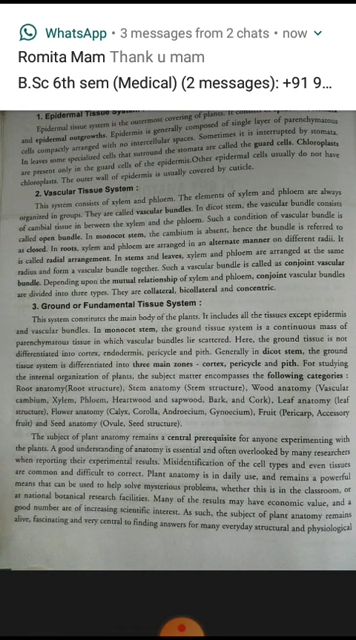 WhatsApp • 3 messages from 2 chats • now
Romita Mam Thank u mam
B.Sc 6th sem (Medical) (2 messages): +91 9...
1. Epidermal Tissue
Epidermal tissue system is the outermost covering of plants. It
and epidermal outgrowths. Epidermis is generally composed of single layer of parenchymatous
cells compactly arranged with no intercellular spaces. Sometimes it is interrupted by stomata.
In leaves some specialised cells that surround the stomata are called the guard cells. Chloroplasts
are present only in the guard cells of the epidermis.Other epidermal cells usually do not have
chloroplasts. The outer wall of epidermis is usually covered by cuticle.
2. Vascular Tissue System :
This system consists of xylem and phloem. The elements of xylem and phloem are always
organized in groups. They are called vascular bundles. In dicot stem, the vascular bundle consists
of cambial tissue in between the xylem and the phloem. Such a condition of vascular bundle is
called open bundle. In monocot stem, the cambium is absent, hence the bundle is referred to
as closed. In roots, xylem and phloem are arranged in an alternate manner on different radii. It
is called radial arrangement. In stems and leaves, xylem and phloem are arranged at the same
radius and form a vascular bundle together. Such a vascular bundle is called as conjoint vascular
bundle. Depending upon the mutual relationship of xylem and phloem, conjoint vascular bundles
are divided into three types. They are collateral, bicollateral and concentric.
3. Ground or Fundamental Tissue System :
This system constitutes the main body of the plants. It includes all the tissues except epidermis
and vascular bundles. In monocot stem, the ground tissue system is a continuous mass of
parenchymatous tissue in which vascular bundles lie scattered. Here, the ground tissue is not
differentiated into cortex, endodermis, pericycle and pith. Generally in dicot stem, the ground
tissue system is differentiated into three main zones - cortex, pericycle and pith. For studying
the internal organization of plants, the subject matter encompasses the following categories :
Root anatomy(Root structure), Stem anatomy (Stem structure), Wood anatomy (Vascular
cambium, Xylem, Phloem, Heartwood and sapwood, Bark, and Cork), Leaf anatomy (leaf
structure), Flower anatomy (Calyx, Corolla, Androecium, Gynoecium), Fruit (Pericarp, Accessory
fruit) and Seed anatomy (Ovule, Seed structure).
The subject of plant anatomy remains a central prerequisite for anyone experimenting with
the plants. A good understanding of anatomy is essential and often overlooked by many researchers
when reporting their experimental results. Misidentification of the cell types and even tissues
are common and difficult to correct. Plant anatomy is in daily use, and remains a powerful
means that can be used to help solve mysterious problems, whether this is in the classroom, or
at national botanical research facilities. Many of the results may have economic value, and a
good number are of increasing scientific interest. As such, the subject of plant anatomy remains
alive, fascinating and very central to finding answers for many everyday structural and physiological